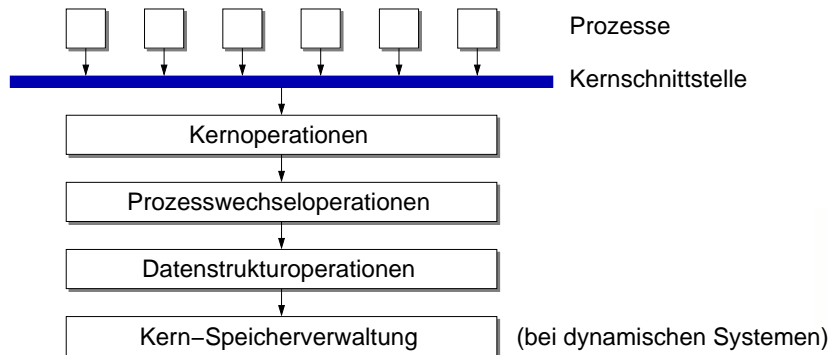 Prozesse
Kernschnittstelle
Kernoperationen
Prozesswechseloperationen
Datenstrukturoperationen
Kern−Speicherverwaltung (bei dynamischen Systemen)